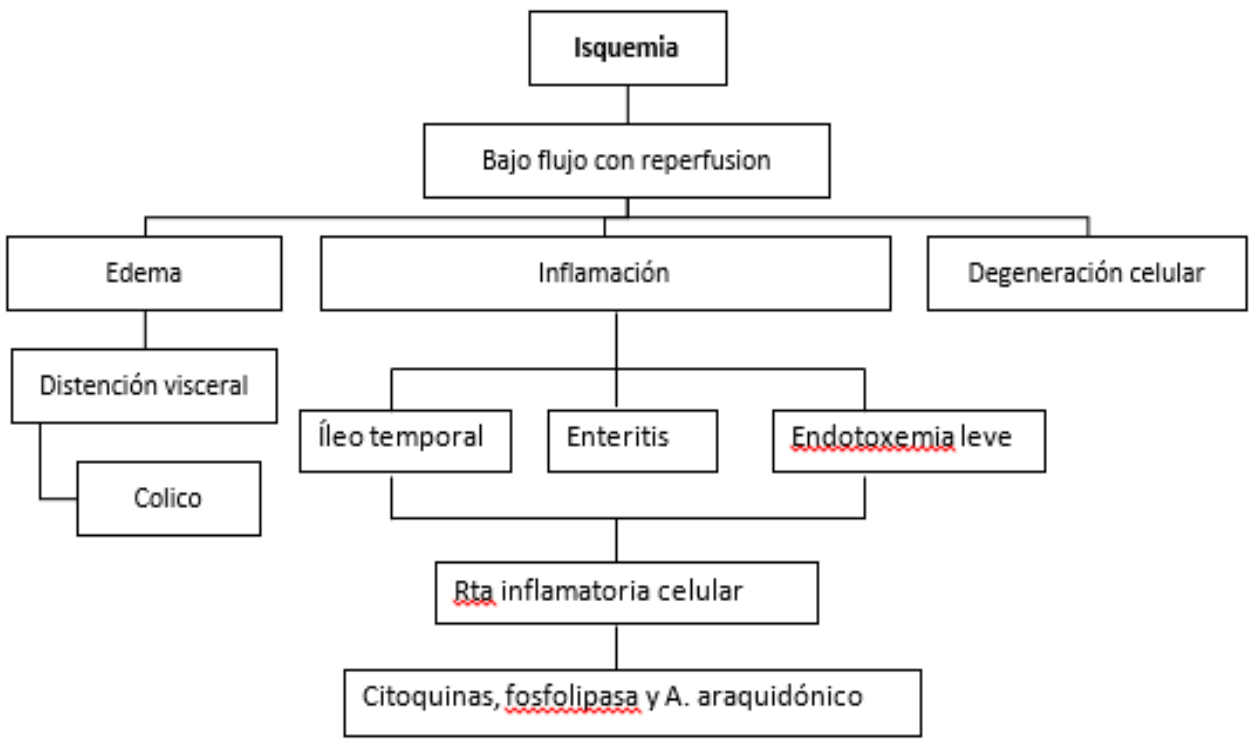 Isquemia
Bajo flujo con reperfusion
Edema
Inflamación
Degeneración celular
Distención visceral
Íleo temporal
Enteritis
Endotoxemia leve
Colico
Rta inflamatoria celular
Citoquinas, fosfolipasa y A. araquidónico